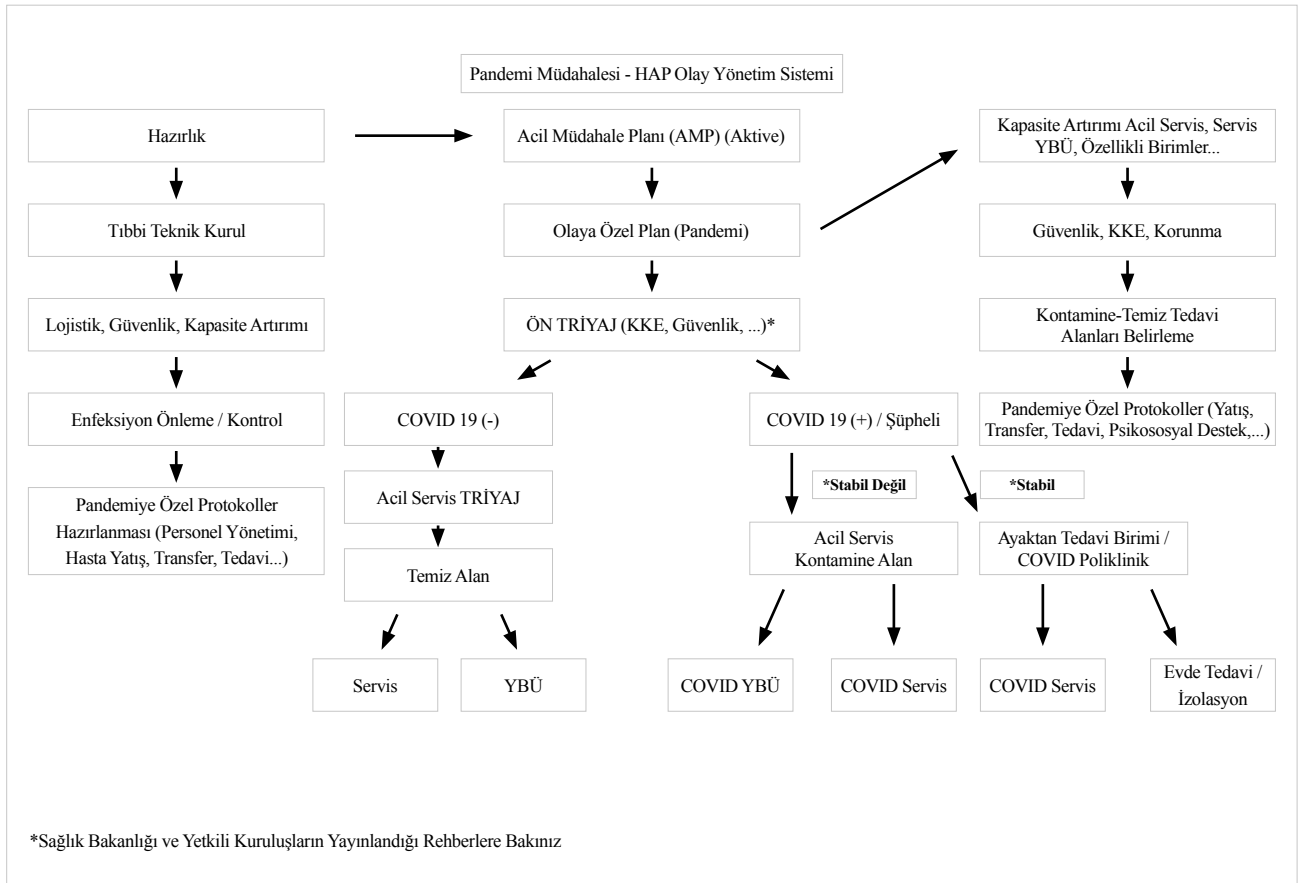 Pandemi Müdahalesi - HAP Olay Yönetim Sistemi
Hazırlık
Acil Müdahale Planı (AMP) (Aktive)
Kapasite Artırımı Acil Servis, Servis
YBÜ, Özellikli Birimler...
Tıbbi Teknik Kurul
Olaya Özel Plan (Pandemi)
Güvenlik, KKE, Korunma
Lojistik, Güvenlik, Kapasite Artırımı
ÖN TRİYAJ (KKE, Güvenlik, ...)*
Kontamine-Temiz Tedavi
Alanları Belirleme
Enfeksiyon Önleme / Kontrol
COVID 19 (-)
COVID 19 (+) / Şüpheli
Pandemiye Özel Protokoller (Yatış,
Transfer, Tedavi, Psikososyal Destek,...)
*Stabil Değil
*Stabil
Pandemiye Özel Protokoller
Hazırlanması (Personel Yönetimi,
Hasta Yatış, Transfer, Tedavi...)
Acil Servis TRİYAJ
Acil Servis
Kontamine Alan
Ayaktan Tedavi Birimi /
COVID Poliklinik
Temiz Alan
Servis
YBÜ
COVID YBÜ
COVID Servis
COVID Servis
Evde Tedavi /
İzolasyon
*Sağlık Bakanlığı ve Yetkili Kuruluşların Yayınlandığı Rehberlere Bakınız